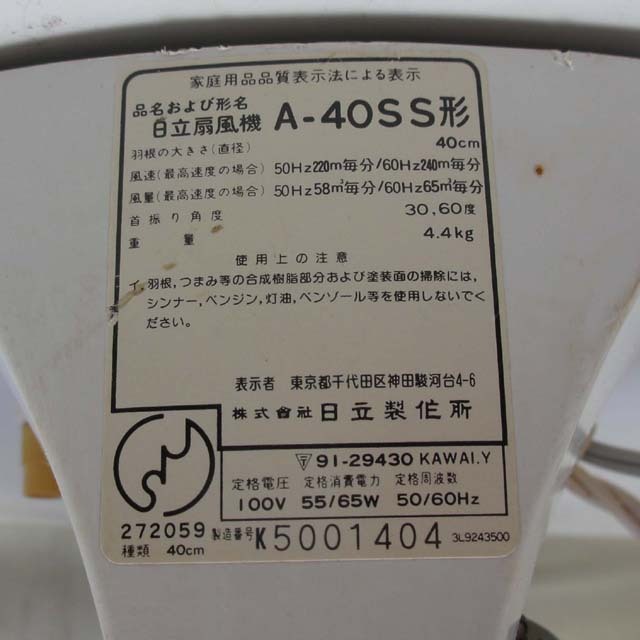 家庭用品品質表示法による表示
品名および形名
日立扇風機 A-40SS形
羽根の大きさ(直径) 40cm
風速(最高速度の場合) 50Hz220m毎分/60Hz240m毎分
風量(最高速度の場合) 50Hz58m³毎分/60Hz65m³毎分
首振り角度 30,60度
重量 4.4kg
使用上の注意
イ.羽根,つまみ等の合成樹脂部分および塗装面の掃除には,
シンナー,ベンジン,灯油,ベンゾール等を使用しないでく
ださい。
表示者 東京都千代田区神田駿河台4-6
株式會社 日立製作所
〒 91-29430 KAWAI.Y
定格電圧 定格消費電力 定格周波数
100V 55/65W 50/60Hz
272059 製造番号 K5001404 3L9243500
種類 40cm